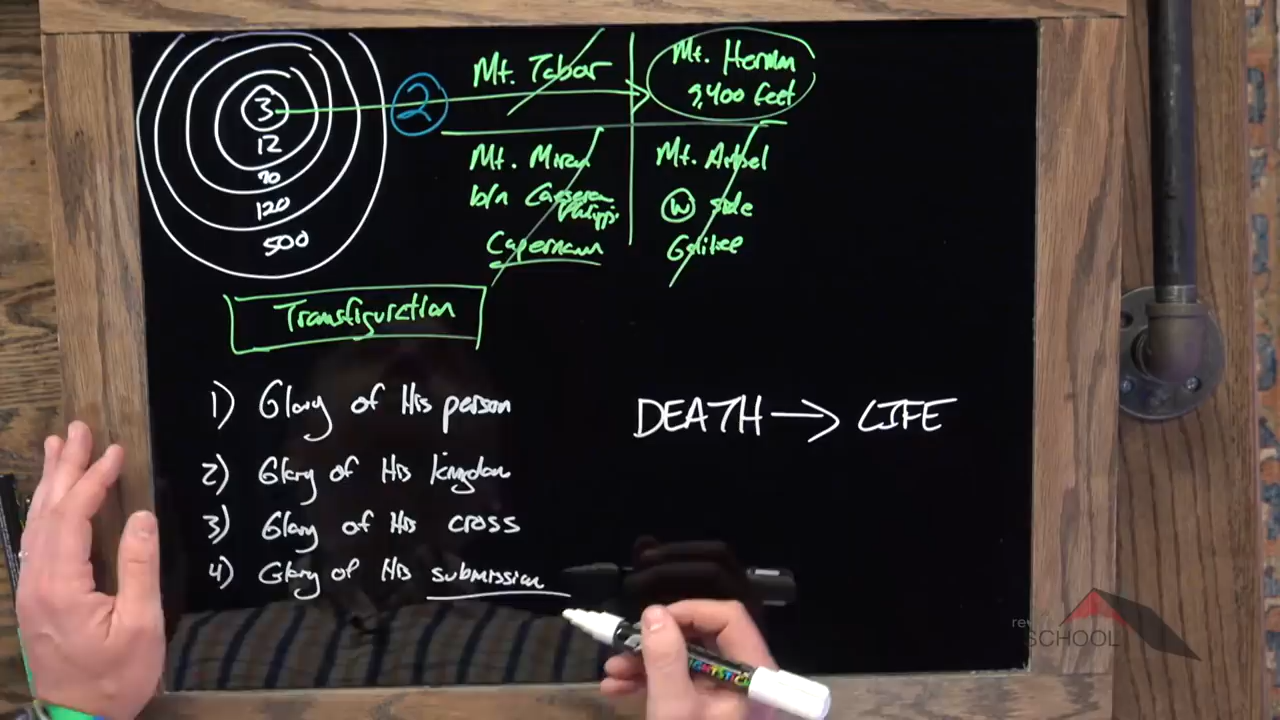 3
12
70
120
500
2
Mt. Tabor
Mt. Hermon
9,400 feet
Mt. Miron
b/n Caesarea
Philippi
Capernaum
Mt. Arbel
W side
Galilee
Transfiguration
1) Glory of His person
2) Glory of His kingdom
3) Glory of His cross
4) Glory of His submission
DEATH → LIFE
rev
SCHOOL